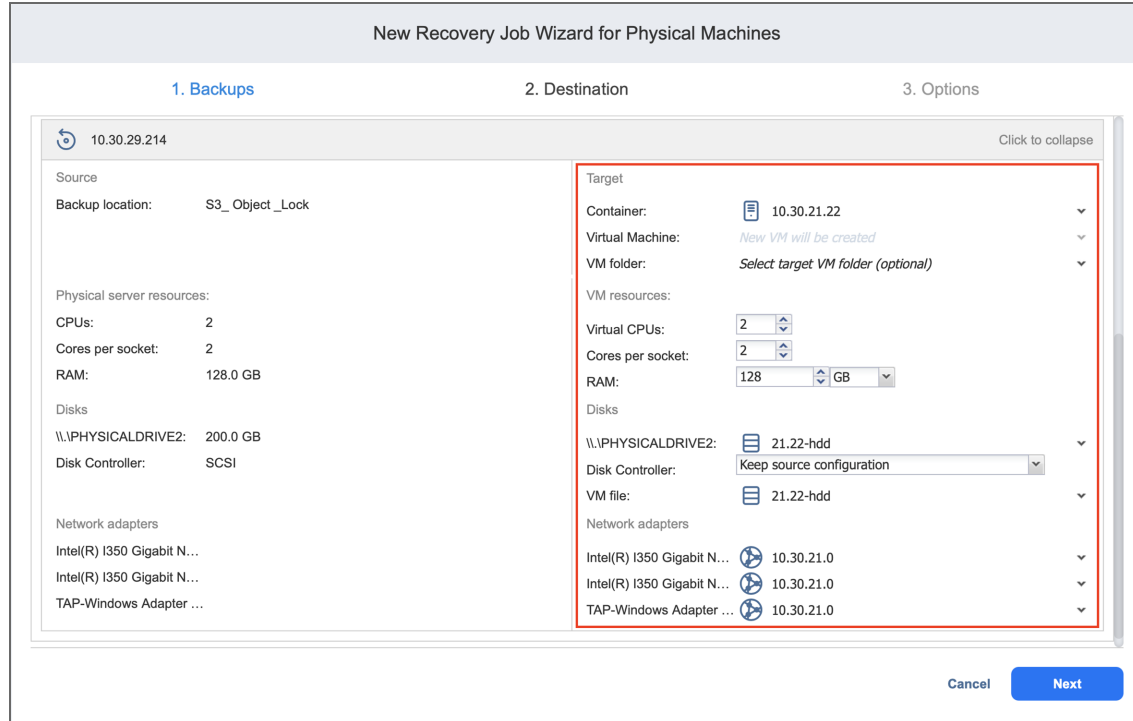 New Recovery Job Wizard for Physical Machines
1. Backups
2. Destination
3. Options
10.30.29.214
Click to collapse
Source
Backup location: S3_ Object _Lock
Physical server resources:
CPUs: 2
Cores per socket: 2
RAM: 128.0 GB
Disks
\\.\PHYSICALDRIVE2: 200.0 GB
Disk Controller: SCSI
Network adapters
Intel(R) I350 Gigabit N...
Intel(R) I350 Gigabit N...
TAP-Windows Adapter ...
Target
Container: 10.30.21.22
Virtual Machine: New VM will be created
VM folder: Select target VM folder (optional)
VM resources:
Virtual CPUs: 2
Cores per socket: 2
RAM: 128 GB
Disks
\\.\PHYSICALDRIVE2: 21.22-hdd
Disk Controller: Keep source configuration
VM file: 21.22-hdd
Network adapters
Intel(R) I350 Gigabit N... 10.30.21.0
Intel(R) I350 Gigabit N... 10.30.21.0
TAP-Windows Adapter ... 10.30.21.0
Cancel
Next